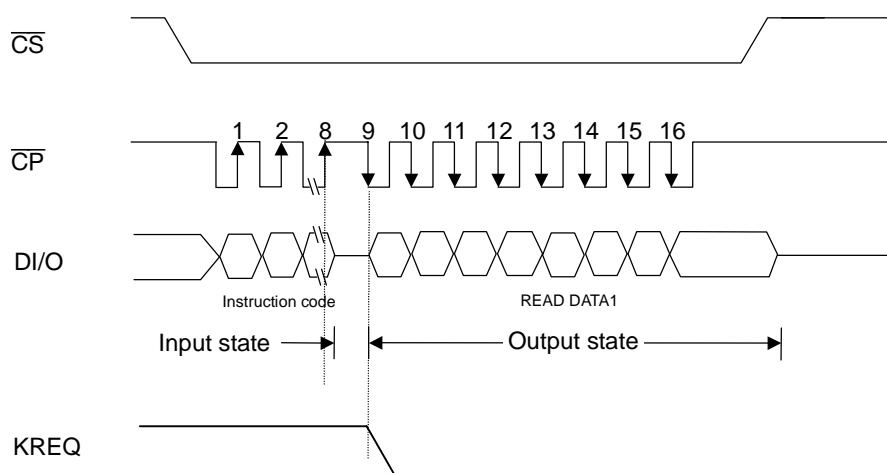 CS
1 2 8 9 10 11 12 13 14 15 16
CP
DI/O
Instruction code READ DATA1
Input state Output state
KREQ